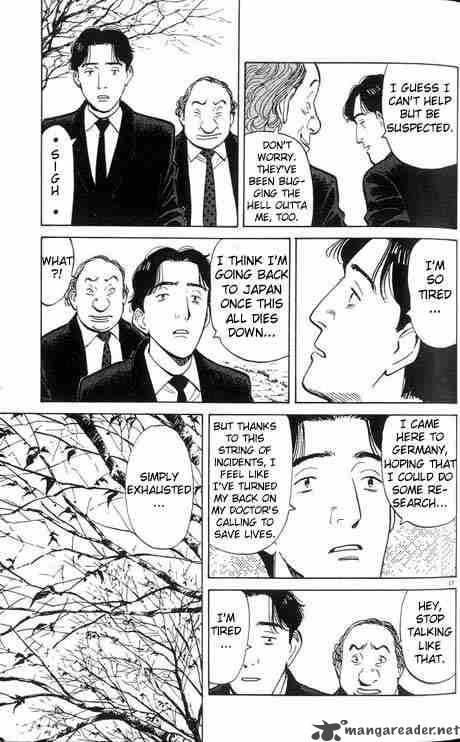 I GUESS I
CAN'T HELP
BUT BE
SUSPECTED.
DON'T
WORRY.
THEY'VE
BEEN BUG-
GING THE
HELL OUTTA
ME, TOO.
• SIGH •
I'M
SO
TIRED
...
I THINK I'M
GOING BACK
TO JAPAN
ONCE THIS
ALL DIES
DOWN...
WHAT
?!
I CAME
HERE TO
GERMANY,
HOPING THAT
I COULD DO
SOME RE-
SEARCH...
BUT THANKS
TO THIS
STRING OF
INCIDENTS, I
FEEL LIKE
I'VE TURNED
MY BACK ON
MY DOCTOR'S
CALLING TO
SAVE LIVES.
17
HEY,
STOP
TALKING
LIKE
THAT.
I'M
TIRED
...
SIMPLY
EXHAUSTED
...
mangareader.net